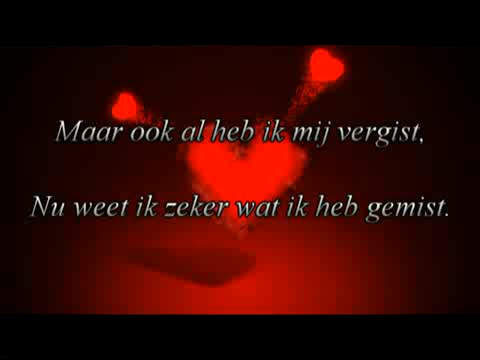 Maar ook al heb ik mij vergist,
Nu weet ik zeker wat ik heb gemist.